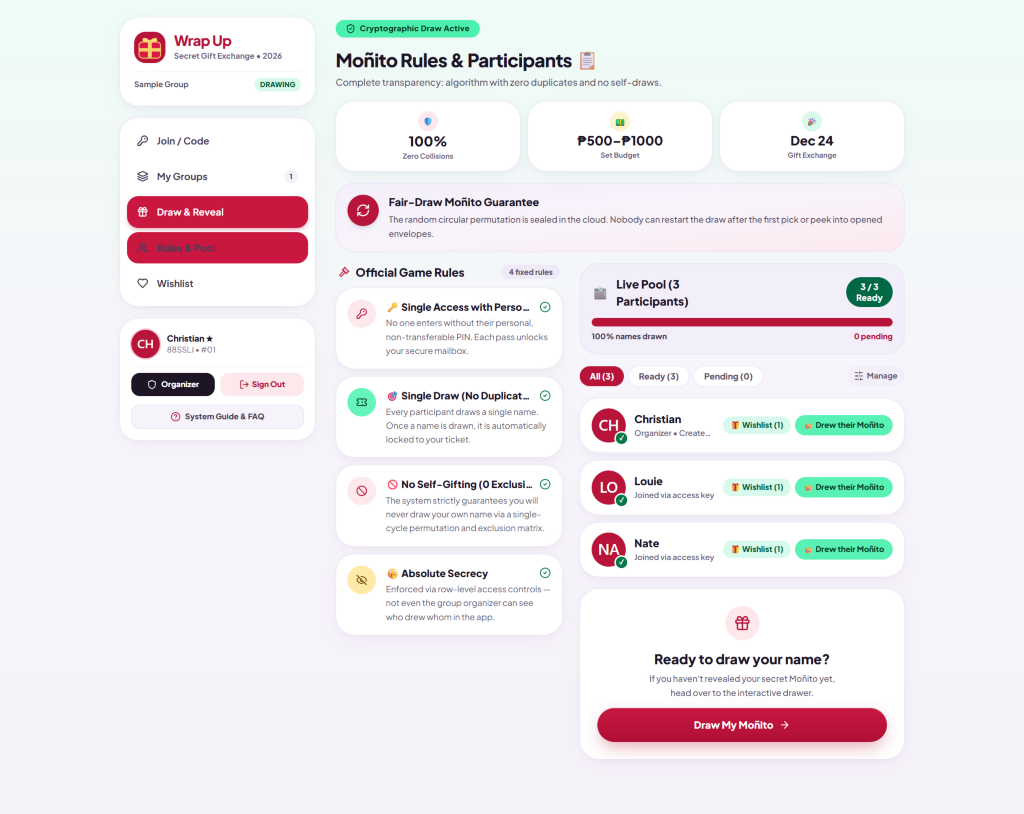 Wrap Up
Secret Gift Exchange • 2026
Sample Group
DRAWING
Join / Code
My Groups
1
Draw & Reveal
Rules & Pool
Wishlist
CH
Christian ★
88SSLJ • #01
Organizer
Sign Out
System Guide & FAQ
Cryptographic Draw Active
Moñito Rules & Participants
Complete transparency: algorithm with zero duplicates and no self-draws.
100%
Zero Collisions
₱500–₱1000
Set Budget
Dec 24
Gift Exchange
Fair-Draw Moñito Guarantee
The random circular permutation is sealed in the cloud. Nobody can restart the draw after the first pick or peek into opened
envelopes.
Official Game Rules
4 fixed rules
Single Access with Perso...
No one enters without their personal,
non-transferable PIN. Each pass unlocks
your secure mailbox.
Single Draw (No Duplicat...
Every participant draws a single name.
Once a name is drawn, it is automatically
locked to your ticket.
No Self-Gifting (0 Exclusi...
The system strictly guarantees you will
never draw your own name via a single-
cycle permutation and exclusion matrix.
Absolute Secrecy
Enforced via row-level access controls —
not even the group organizer can see
who drew whom in the app.
Live Pool (3
Participants)
3 / 3
Ready
100% names drawn
0 pending
All (3)
Ready (3)
Pending (0)
Manage
CH
Christian
Organizer • Create...
Wishlist (1)
Drew their Moñito
LO
Louie
Joined via access key
Wishlist (1)
Drew their Moñito
NA
Nate
Joined via access key
Wishlist (1)
Drew their Moñito
Ready to draw your name?
If you haven't revealed your secret Moñito yet,
head over to the interactive drawer.
Draw My Moñito →